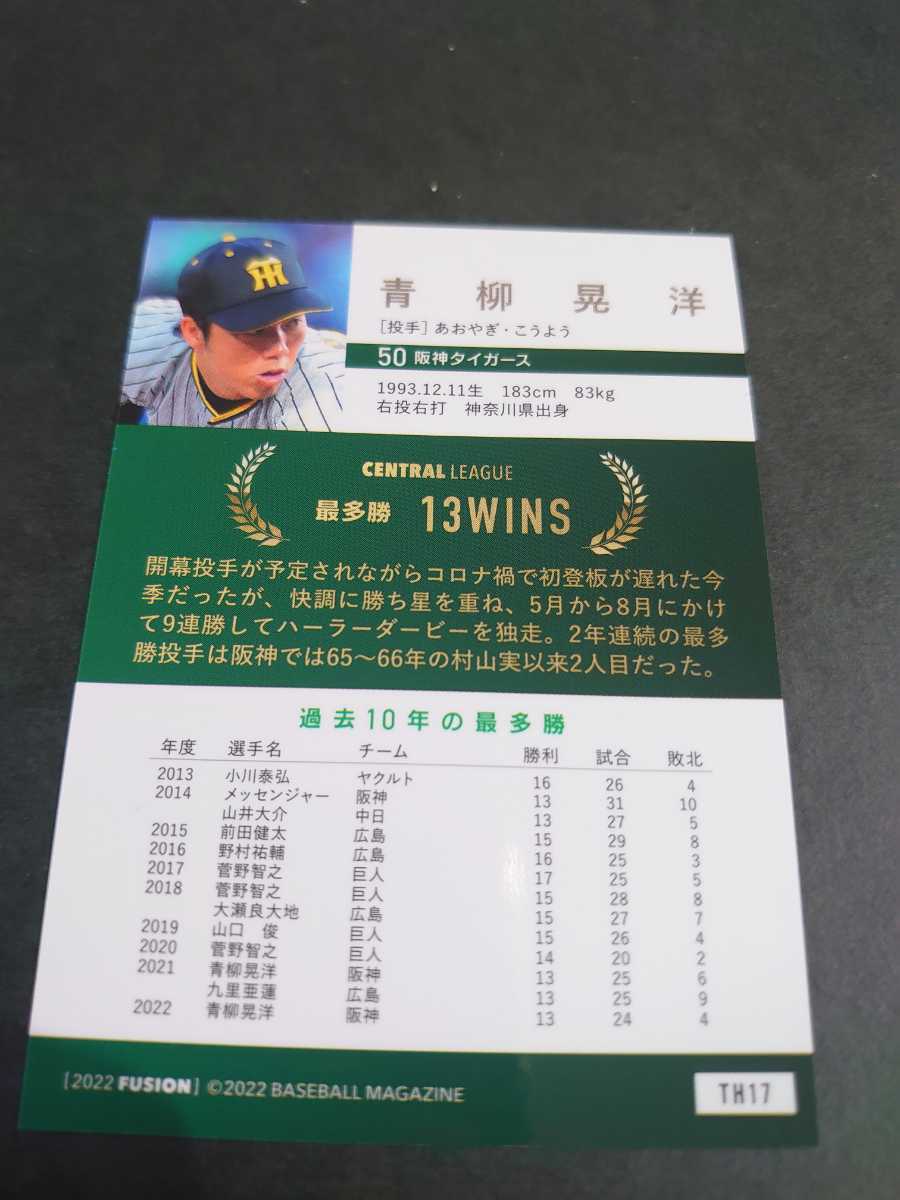 青柳晃洋
[投手] あおやぎ・こうよう
50 阪神タイガース
1993.12.11生 183cm 83kg
右投右打 神奈川県出身
CENTRAL LEAGUE
最多勝 13WINS
開幕投手が予定されながらコロナ禍で初登板が遅れた今
季だったが、快調に勝ち星を重ね、5月から8月にかけ
て9連勝してハーラーダービーを独走。2年連続の最多
勝投手は阪神では65〜66年の村山実以来2人目だった。
過去10年の最多勝
年度 選手名 チーム 勝利 試合 敗北
2013 小川泰弘 ヤクルト 16 26 4
2014 メッセンジャー 阪神 13 31 10
山井大介 中日 13 27 5
2015 前田健太 広島 15 29 8
2016 野村祐輔 広島 16 25 3
2017 菅野智之 巨人 17 25 5
2018 菅野智之 巨人 15 28 8
大瀬良大地 広島 15 27 7
2019 山口 俊 巨人 15 26 4
2020 菅野智之 巨人 14 20 2
2021 青柳晃洋 阪神 13 25 6
九里亜蓮 広島 13 25 9
2022 青柳晃洋 阪神 13 24 4
[2022 FUSION] ©2022 BASEBALL MAGAZINE
TH17